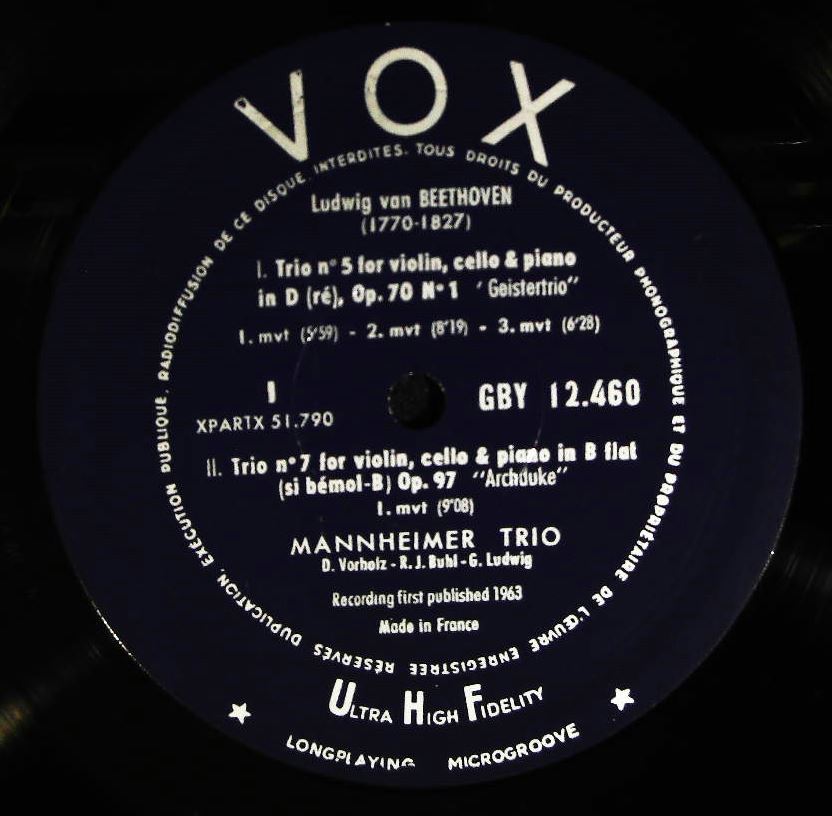 VOX
TOUS DROITS DU PRODUCTEUR PHONOGRAPHIQUE ET DU PROPRIÉTAIRE DE L'ŒUVRE ENREGISTREE RÉSERVÉS DUPLICATION, EXÉCUTION PUBLIQUE, RADIODIFFUSION DE CE DISQUE INTERDITES.
Ludwig van BEETHOVEN
(1770-1827)
I. Trio n° 5 for violin, cello & piano
in D (ré), Op. 70 N° 1 "Geistertrio"
1. mvt (5'59) - 2. mvt (8'19) - 3. mvt (6'28)
I
GBY 12.460
XPARTX 51.790
II. Trio n° 7 for violin, cello & piano in B flat
(si bémol-B) Op. 97 "Archduke"
1. mvt (9'08)
MANNHEIMER TRIO
D. Vorholz - R.J. Buhl - G. Ludwig
Recording first published 1963
Made in France
ULTRA HIGH FIDELITY
LONGPLAYING MICROGROOVE